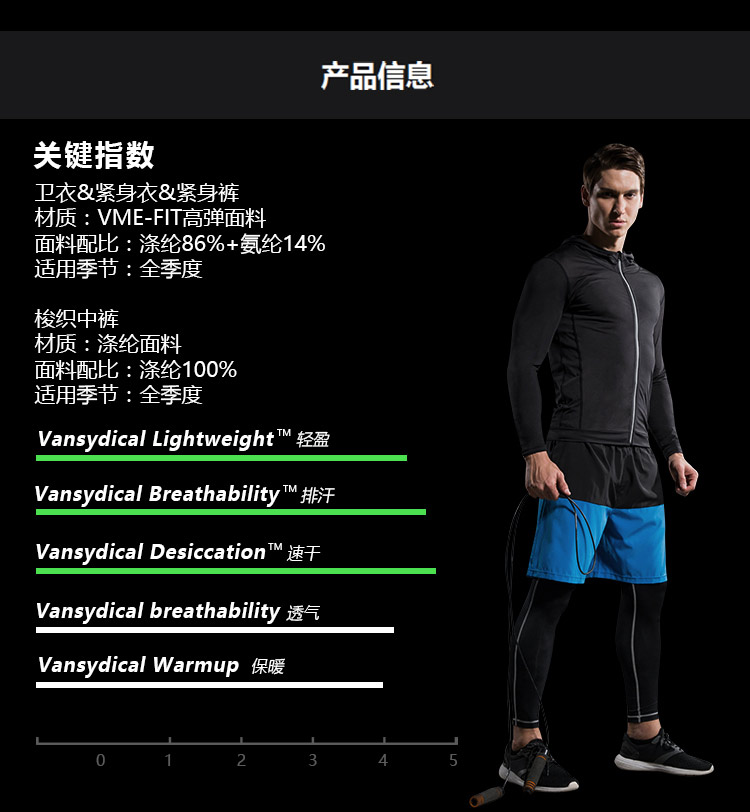 产品信息
关键指数
卫衣&紧身衣&紧身裤
材质：VME-FIT高弹面料
面料配比：涤纶86%+氨纶14%
适用季节：全季度
梭织中裤
材质：涤纶面料
面料配比：涤纶100%
适用季节：全季度
Vansydical Lightweight™ 轻盈
Vansydical Breathability™ 排汗
Vansydical Desiccation™ 速干
Vansydical breathability 透气
Vansydical Warmup 保暖
0 1 2 3 4 5